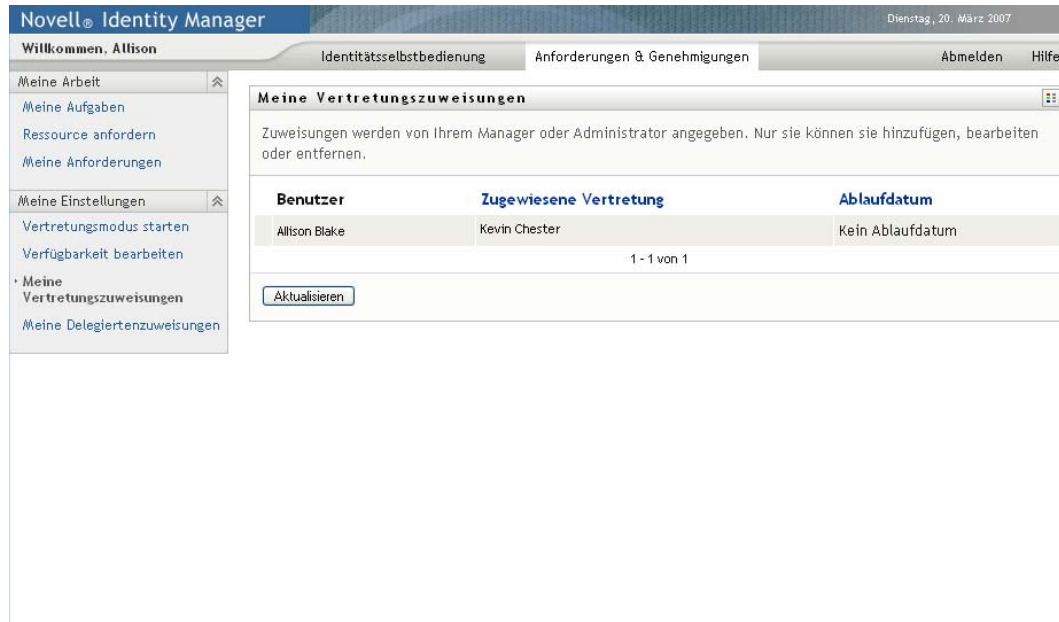 Novell® Identity Manager
Dienstag, 20. März 2007
Willkommen, Allison
Identitätsselbstbedienung
Anforderungen & Genehmigungen
Abmelden
Hilfe
Meine Arbeit
Meine Aufgaben
Ressource anfordern
Meine Anforderungen
Meine Einstellungen
Vertretungsmodus starten
Verfügbarkeit bearbeiten
Meine
Vertretungszuweisungen
Meine Delegiertenzuweisungen
Meine Vertretungszuweisungen
Zuweisungen werden von Ihrem Manager oder Administrator angegeben. Nur sie können sie hinzufügen, bearbeiten
oder entfernen.
Benutzer Zugewiesene Vertretung Ablaufdatum
Allison Blake Kevin Chester Kein Ablaufdatum
1 - 1 von 1
Aktualisieren